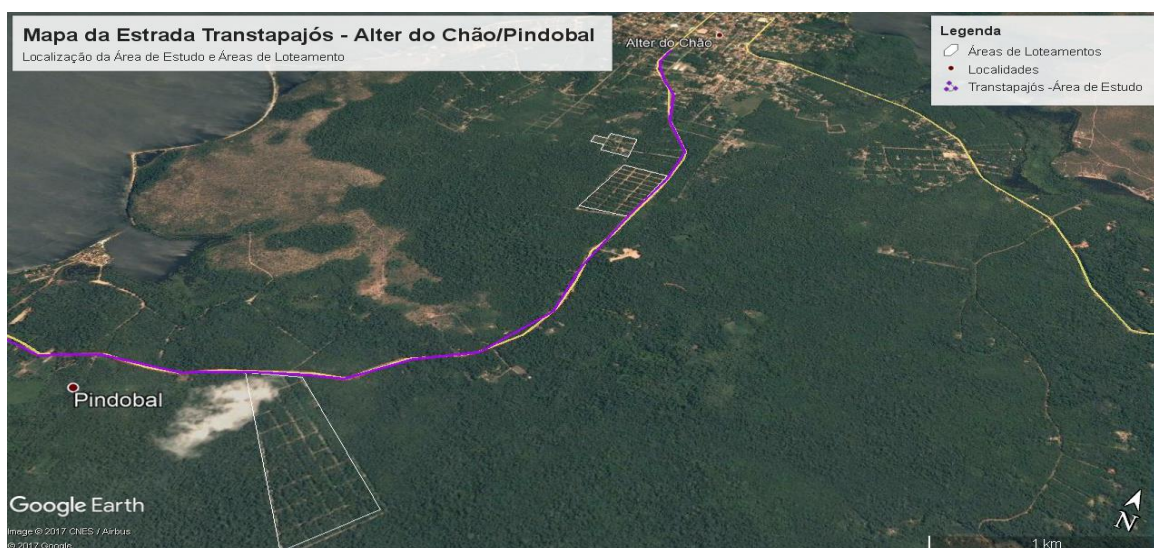 Mapa da Estrada Transtapajós - Alter do Chão/Pindobal
Localização da Área de Estudo e Áreas de Loteamento
Alter do Chão
Legenda
Áreas de Loteamentos
Localidades
Transtapajós -Área de Estudo
Pindobal
Google Earth
Image © 2017 CNES / Airbus
© 2017 Google
N
1 km